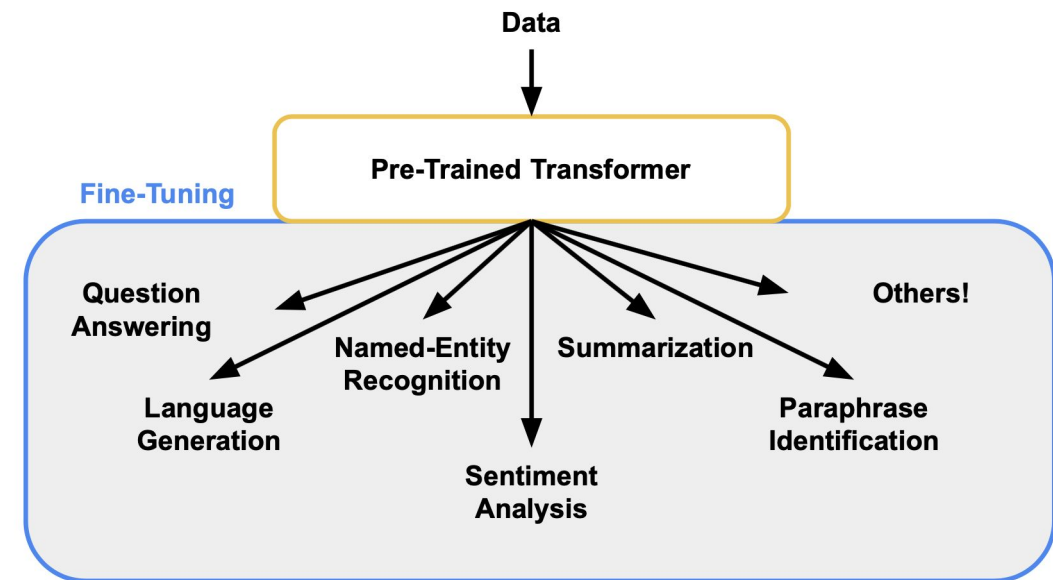 Data
Pre-Trained Transformer
Fine-Tuning
Question
Answering
Others!
Named-Entity
Recognition
Summarization
Language
Generation
Paraphrase
Identification
Sentiment
Analysis